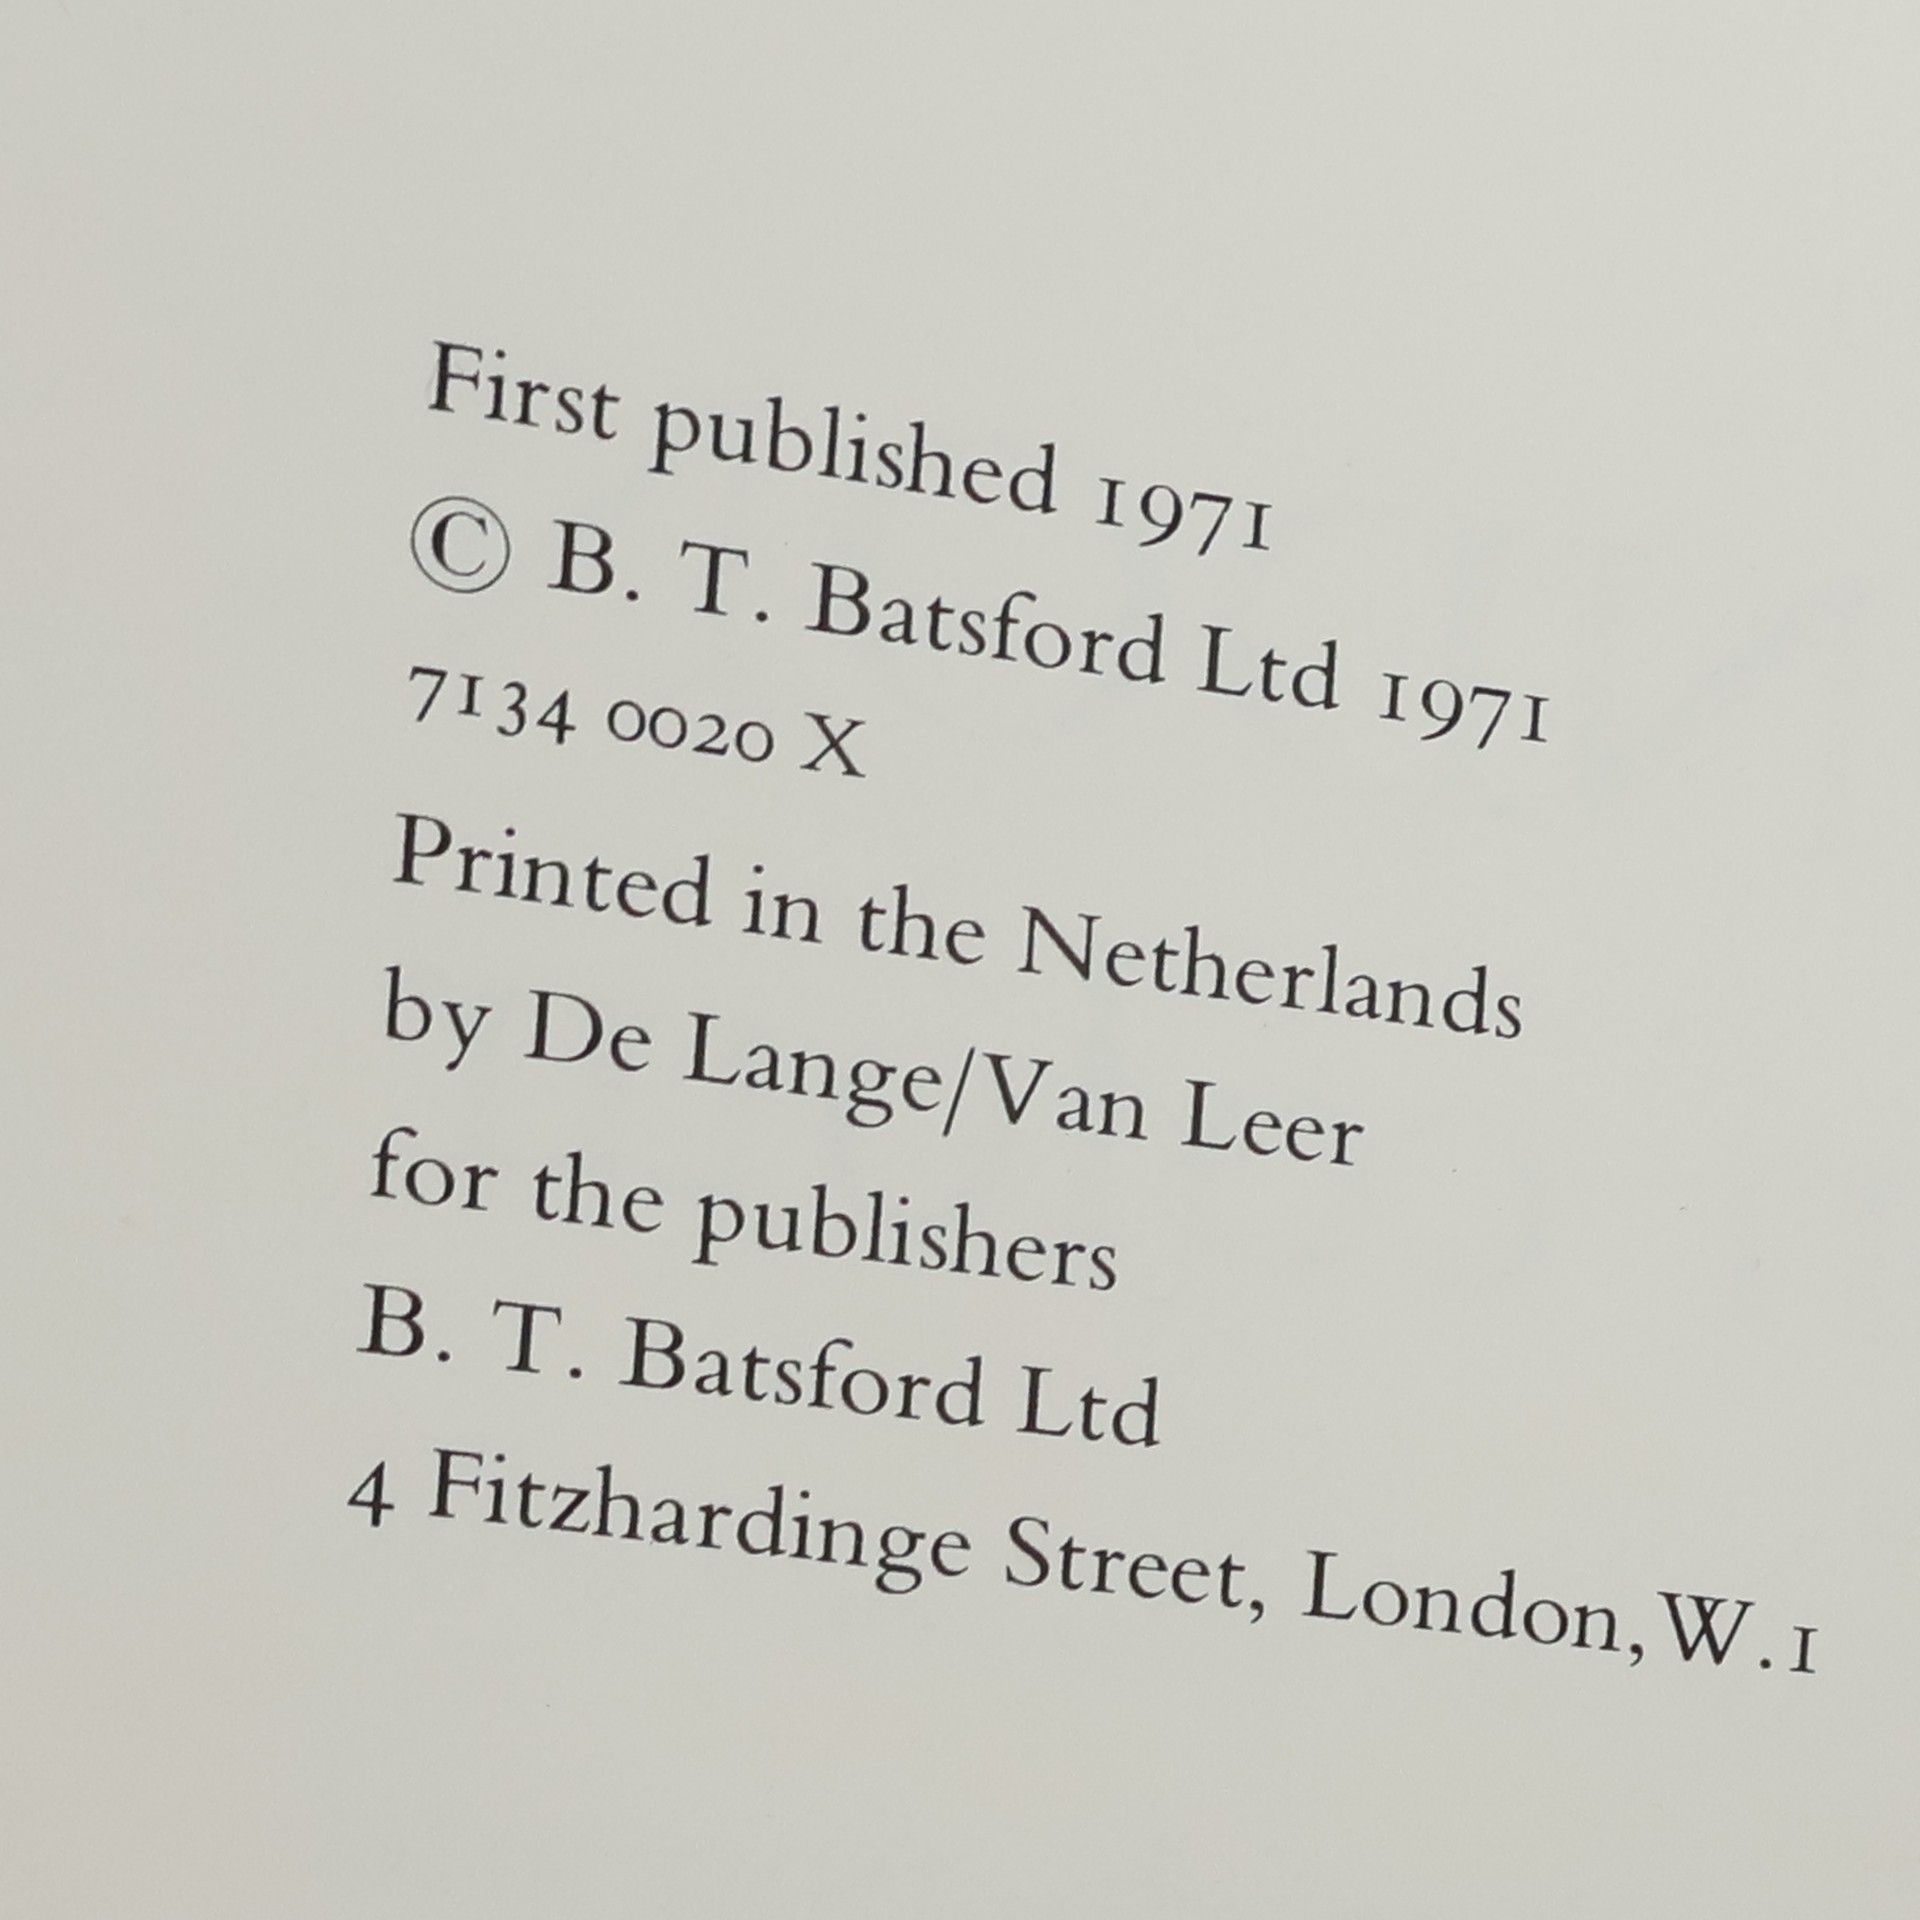 First published 1971
© B. T. Batsford Ltd 1971
7134 0020 X
Printed in the Netherlands
by De Lange/Van Leer
for the publishers
B. T. Batsford Ltd
4 Fitzhardinge Street, London, W.1